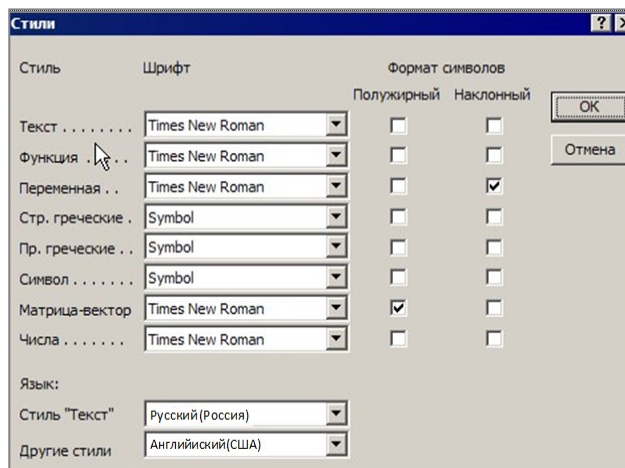 Стили
Стиль Шрифт Формат символов
Полужирный Наклонный
OK
Текст . . . . . . . . Times New Roman
Функция . . . . Times New Roman
Отмена
Переменная . . Times New Roman
Стр. греческие . Symbol
Пр. греческие . . Symbol
Символ . . . . . . . Symbol
Матрица-вектор Times New Roman
Числа . . . . . . . Times New Roman
Язык:
Стиль "Текст" Русский(Россия)
Другие стили Английиский(США)